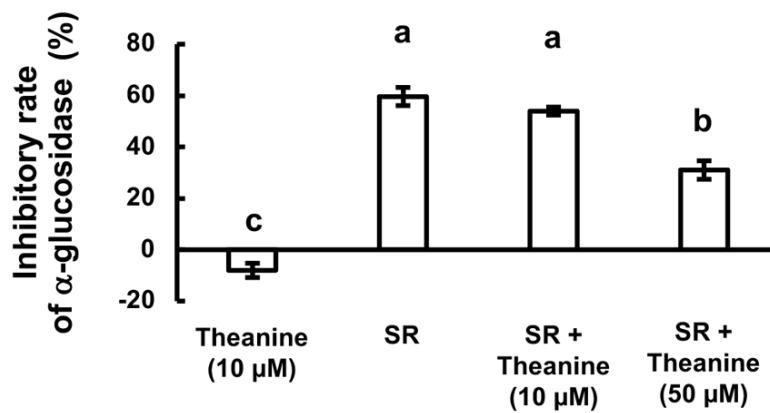 Inhibitory rate
of α-glucosidase (%)
80
60
40
20
0
-20
c
a
a
b
Theanine
(10 µM)
SR
SR +
Theanine
(10 µM)
SR +
Theanine
(50 µM)